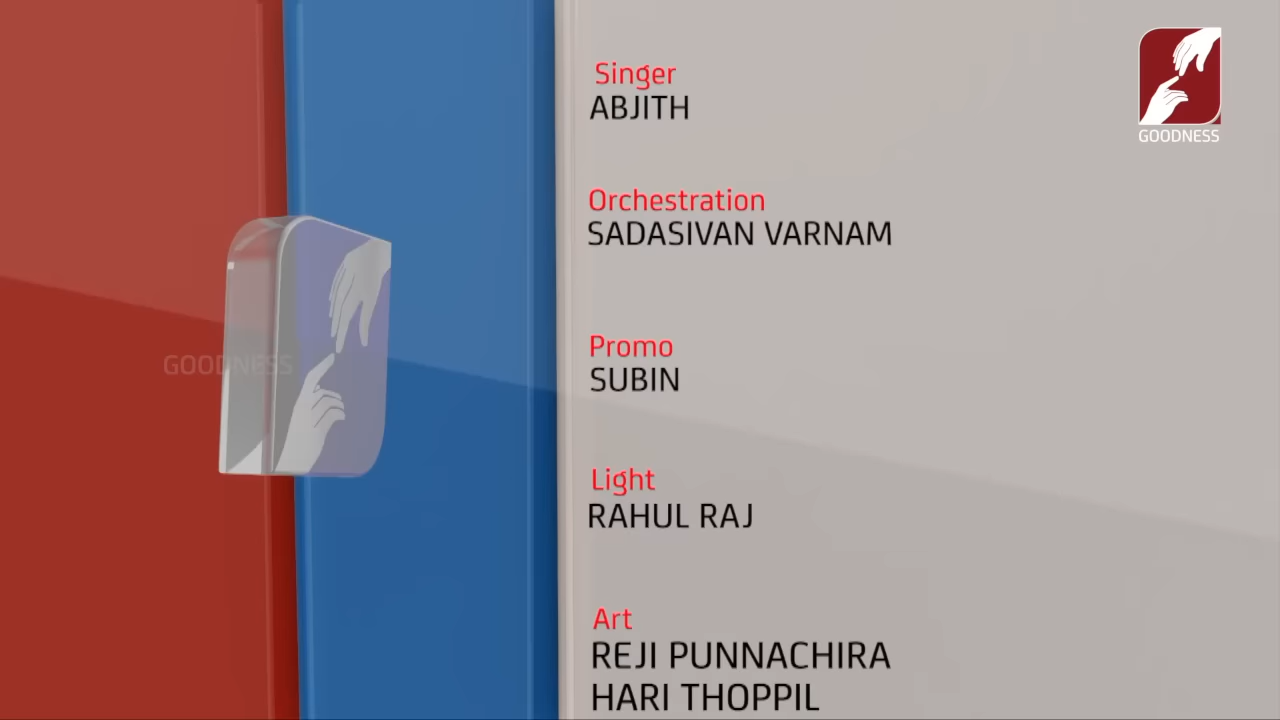 Singer
ABJITH
GOODNESS
Orchestration
SADASIVAN VARNAM
Promo
SUBIN
GOODNESS
Light
RAHUL RAJ
Art
REJI PUNNACHIRA
HARI THOPPIL